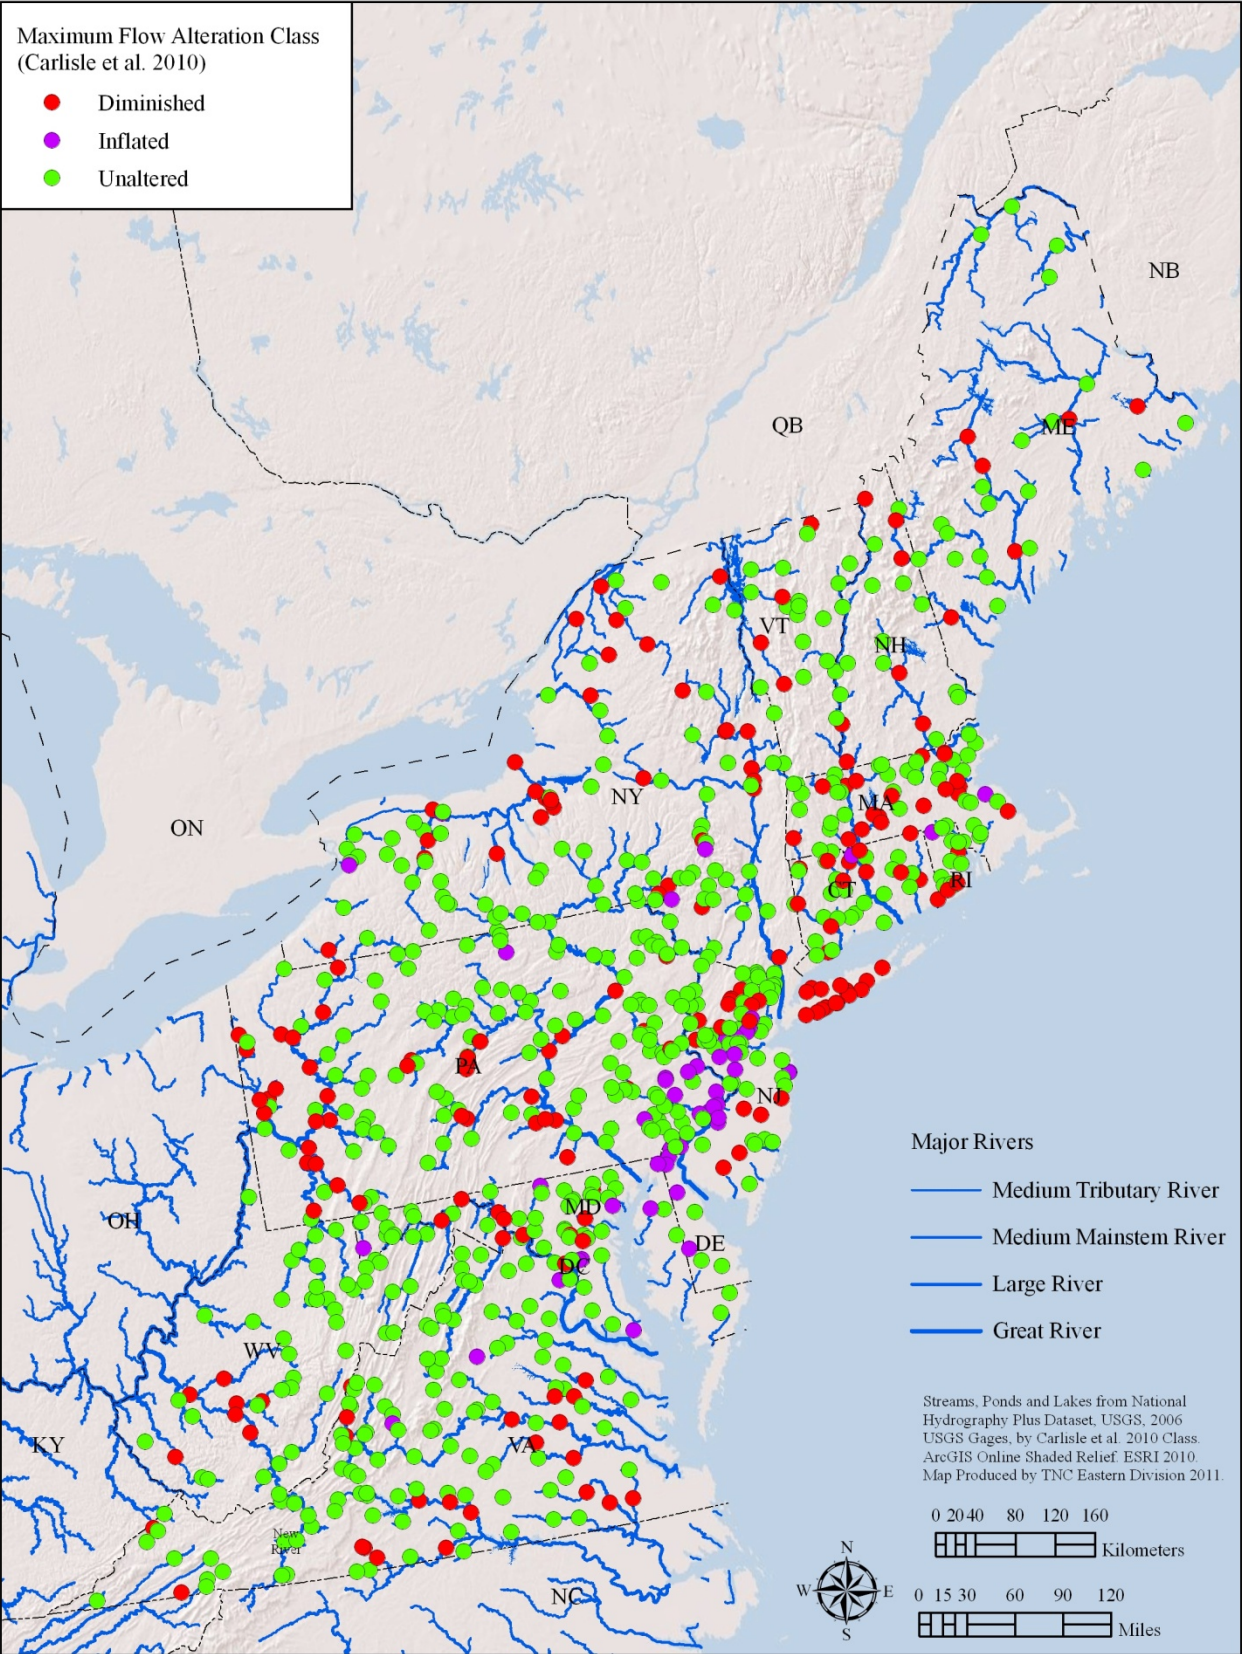 Maximum Flow Alteration Class
(Carlisle et al. 2010)
Diminished
Inflated
Unaltered
NB
QB
ME
VT
NH
NY
MA
ON
CT
RI
PA
NJ
Major Rivers
Medium Tributary River
MD
OH
Medium Mainstem River
DE
DC
Large River
Great River
WV
Streams, Ponds and Lakes from National
Hydrography Plus Dataset, USGS, 2006
USGS Gages, by Carlisle et al. 2010 Class.
ArcGIS Online Shaded Relief. ESRI 2010.
Map Produced by TNC Eastern Division 2011.
KY
VA
0 20 40 80 120 160
Kilometers
New
River
N
W E
S
0 15 30 60 90 120
Miles
NC